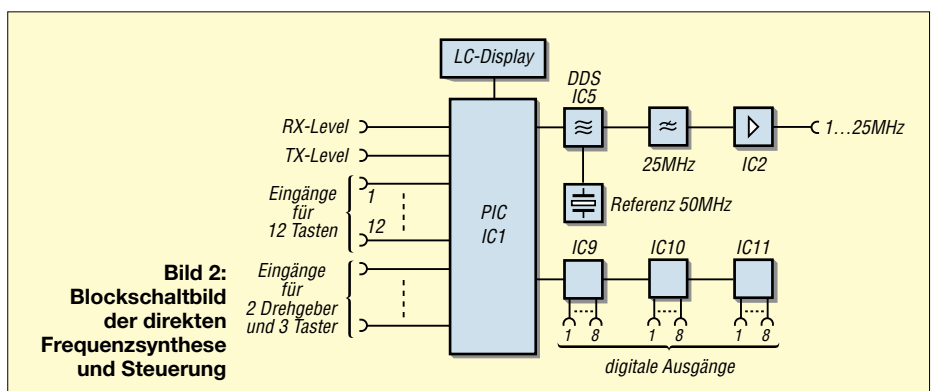 LC-Display
DDS
IC5
RX-Level
TX-Level
1…25MHz
25MHz
IC2
Eingänge
für
12 Tasten
1
12
PIC
IC1
Referenz 50MHz
IC9
IC10
IC11
Eingänge
für
2 Drehgeber
und 3 Taster
1 8
1 8
1 8
digitale Ausgänge
Bild 2:
Blockschaltbild
der direkten
Frequenzsynthese
und Steuerung